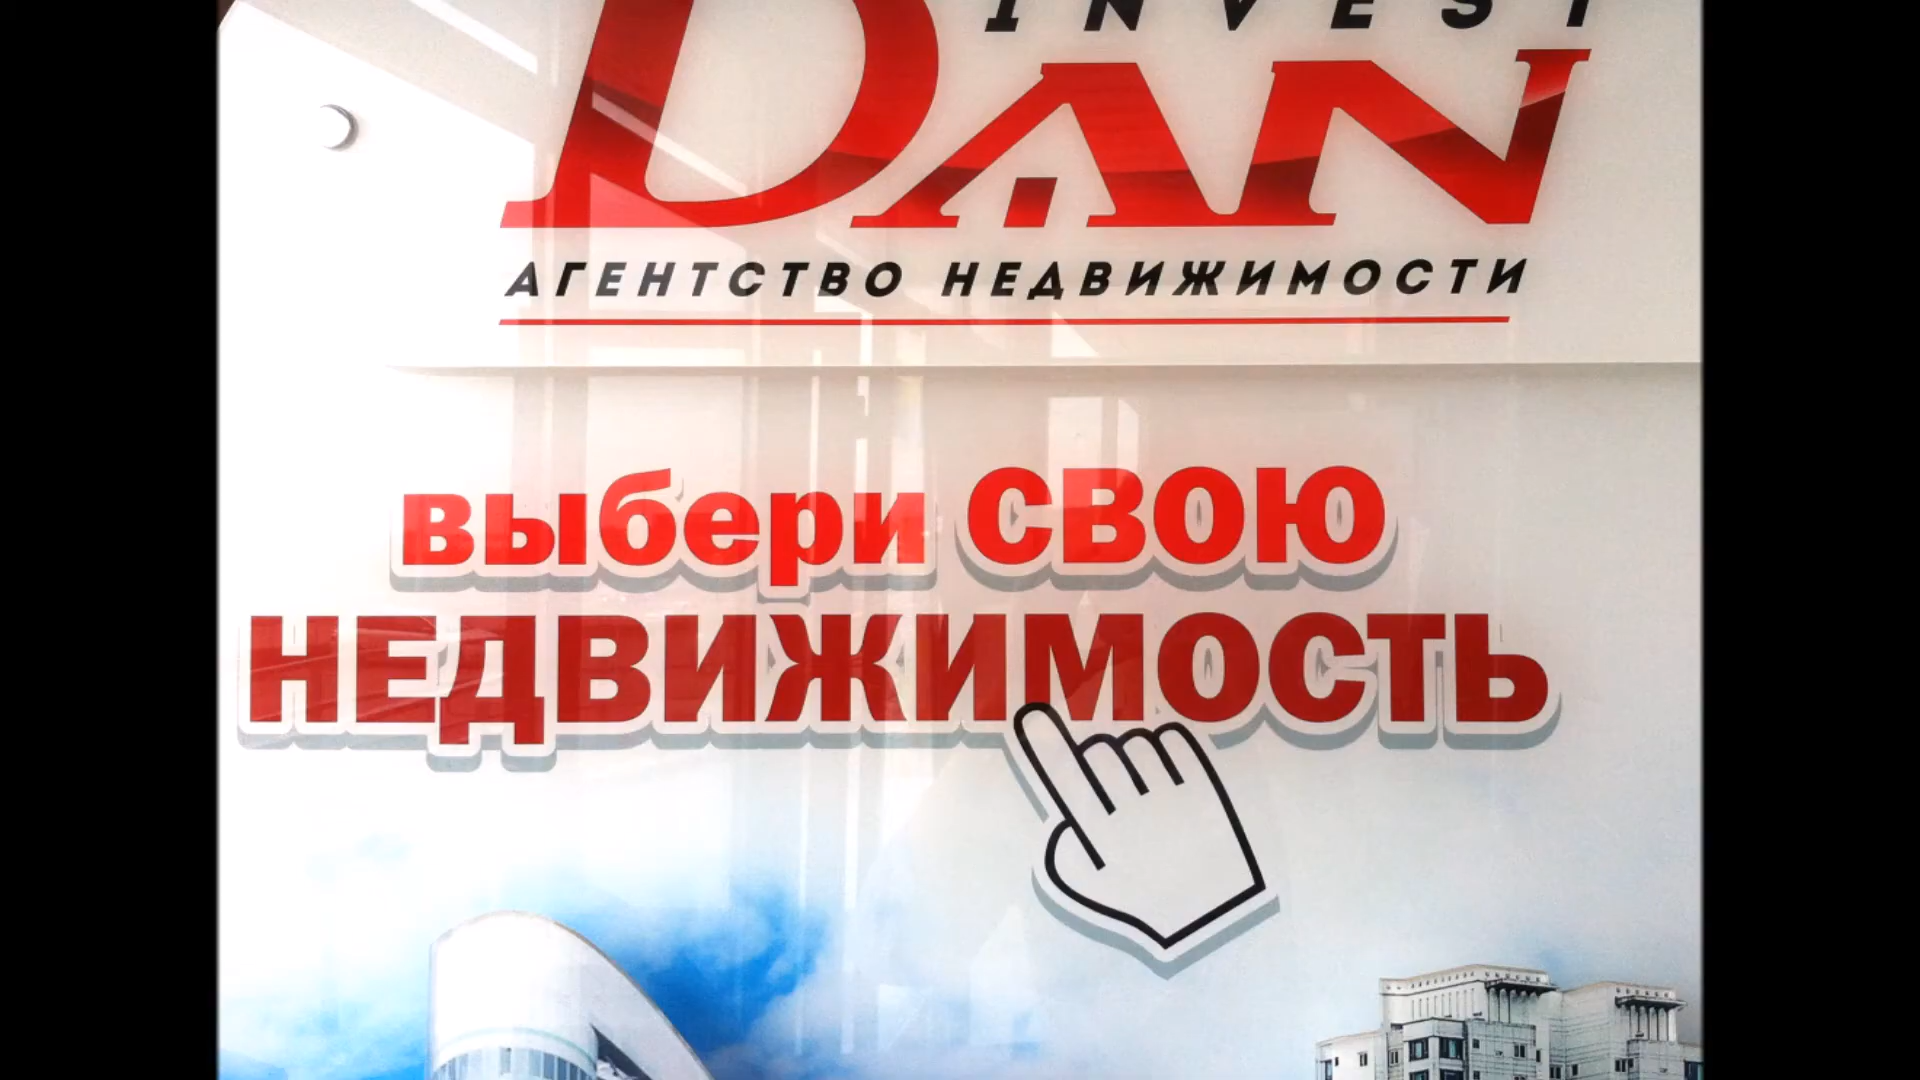 INVEST
DAN
АГЕНТСТВО НЕДВИЖИМОСТИ
выбери СВОЮ
НЕДВИЖИМОСТЬ